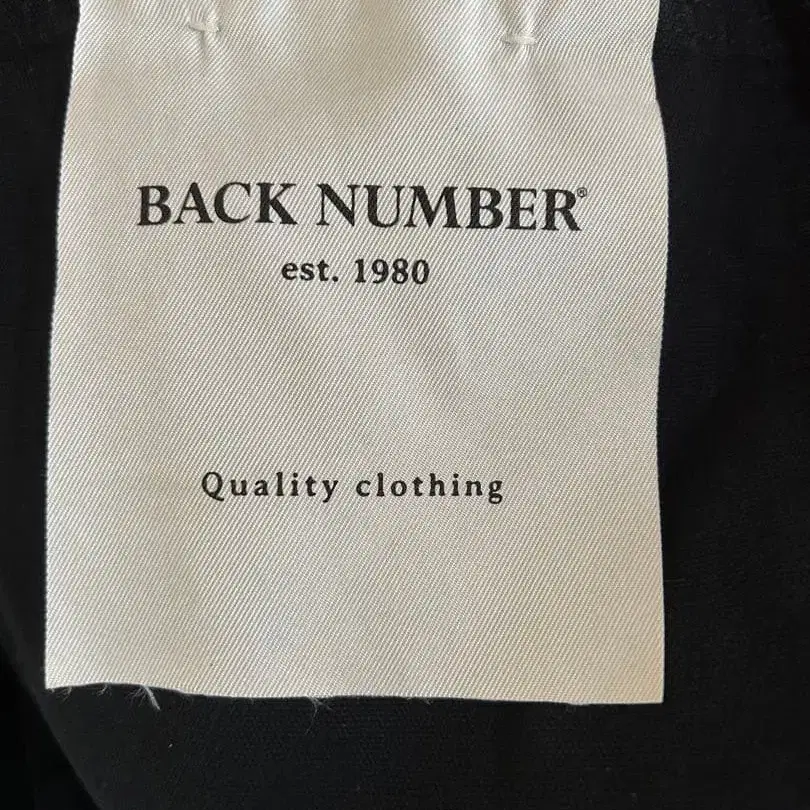 BACK NUMBER®
est. 1980
Quality clothing